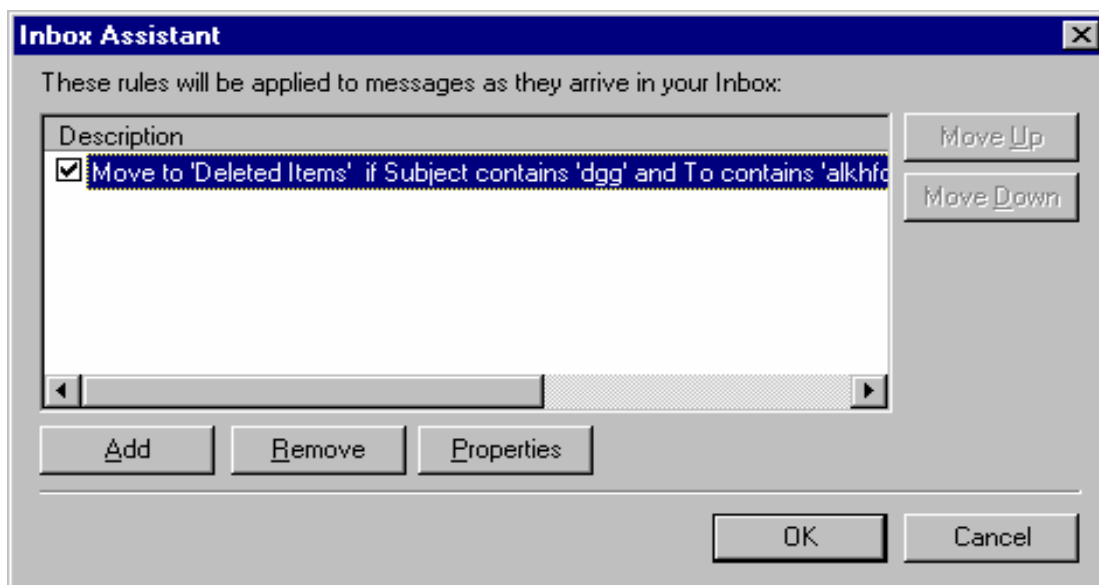 Inbox Assistant
These rules will be applied to messages as they arrive in your Inbox:
Description
Move to 'Deleted Items'  if Subject contains 'dgg' and To contains
Move Up
Move Down
Add
Remove
Properties
OK
Cancel